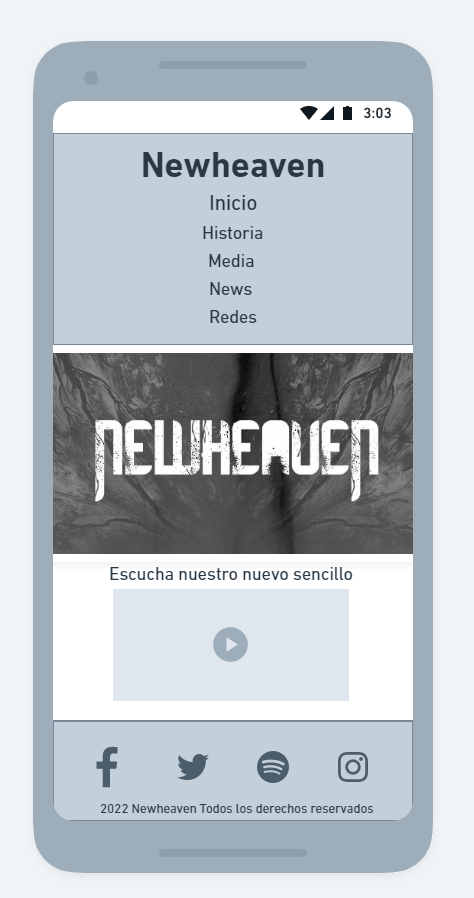 3:03
Newheaven
Inicio
Historia
Media
News
Redes
NEWHEAVEN
Escucha nuestro nuevo sencillo
2022 Newheaven Todos los derechos reservados